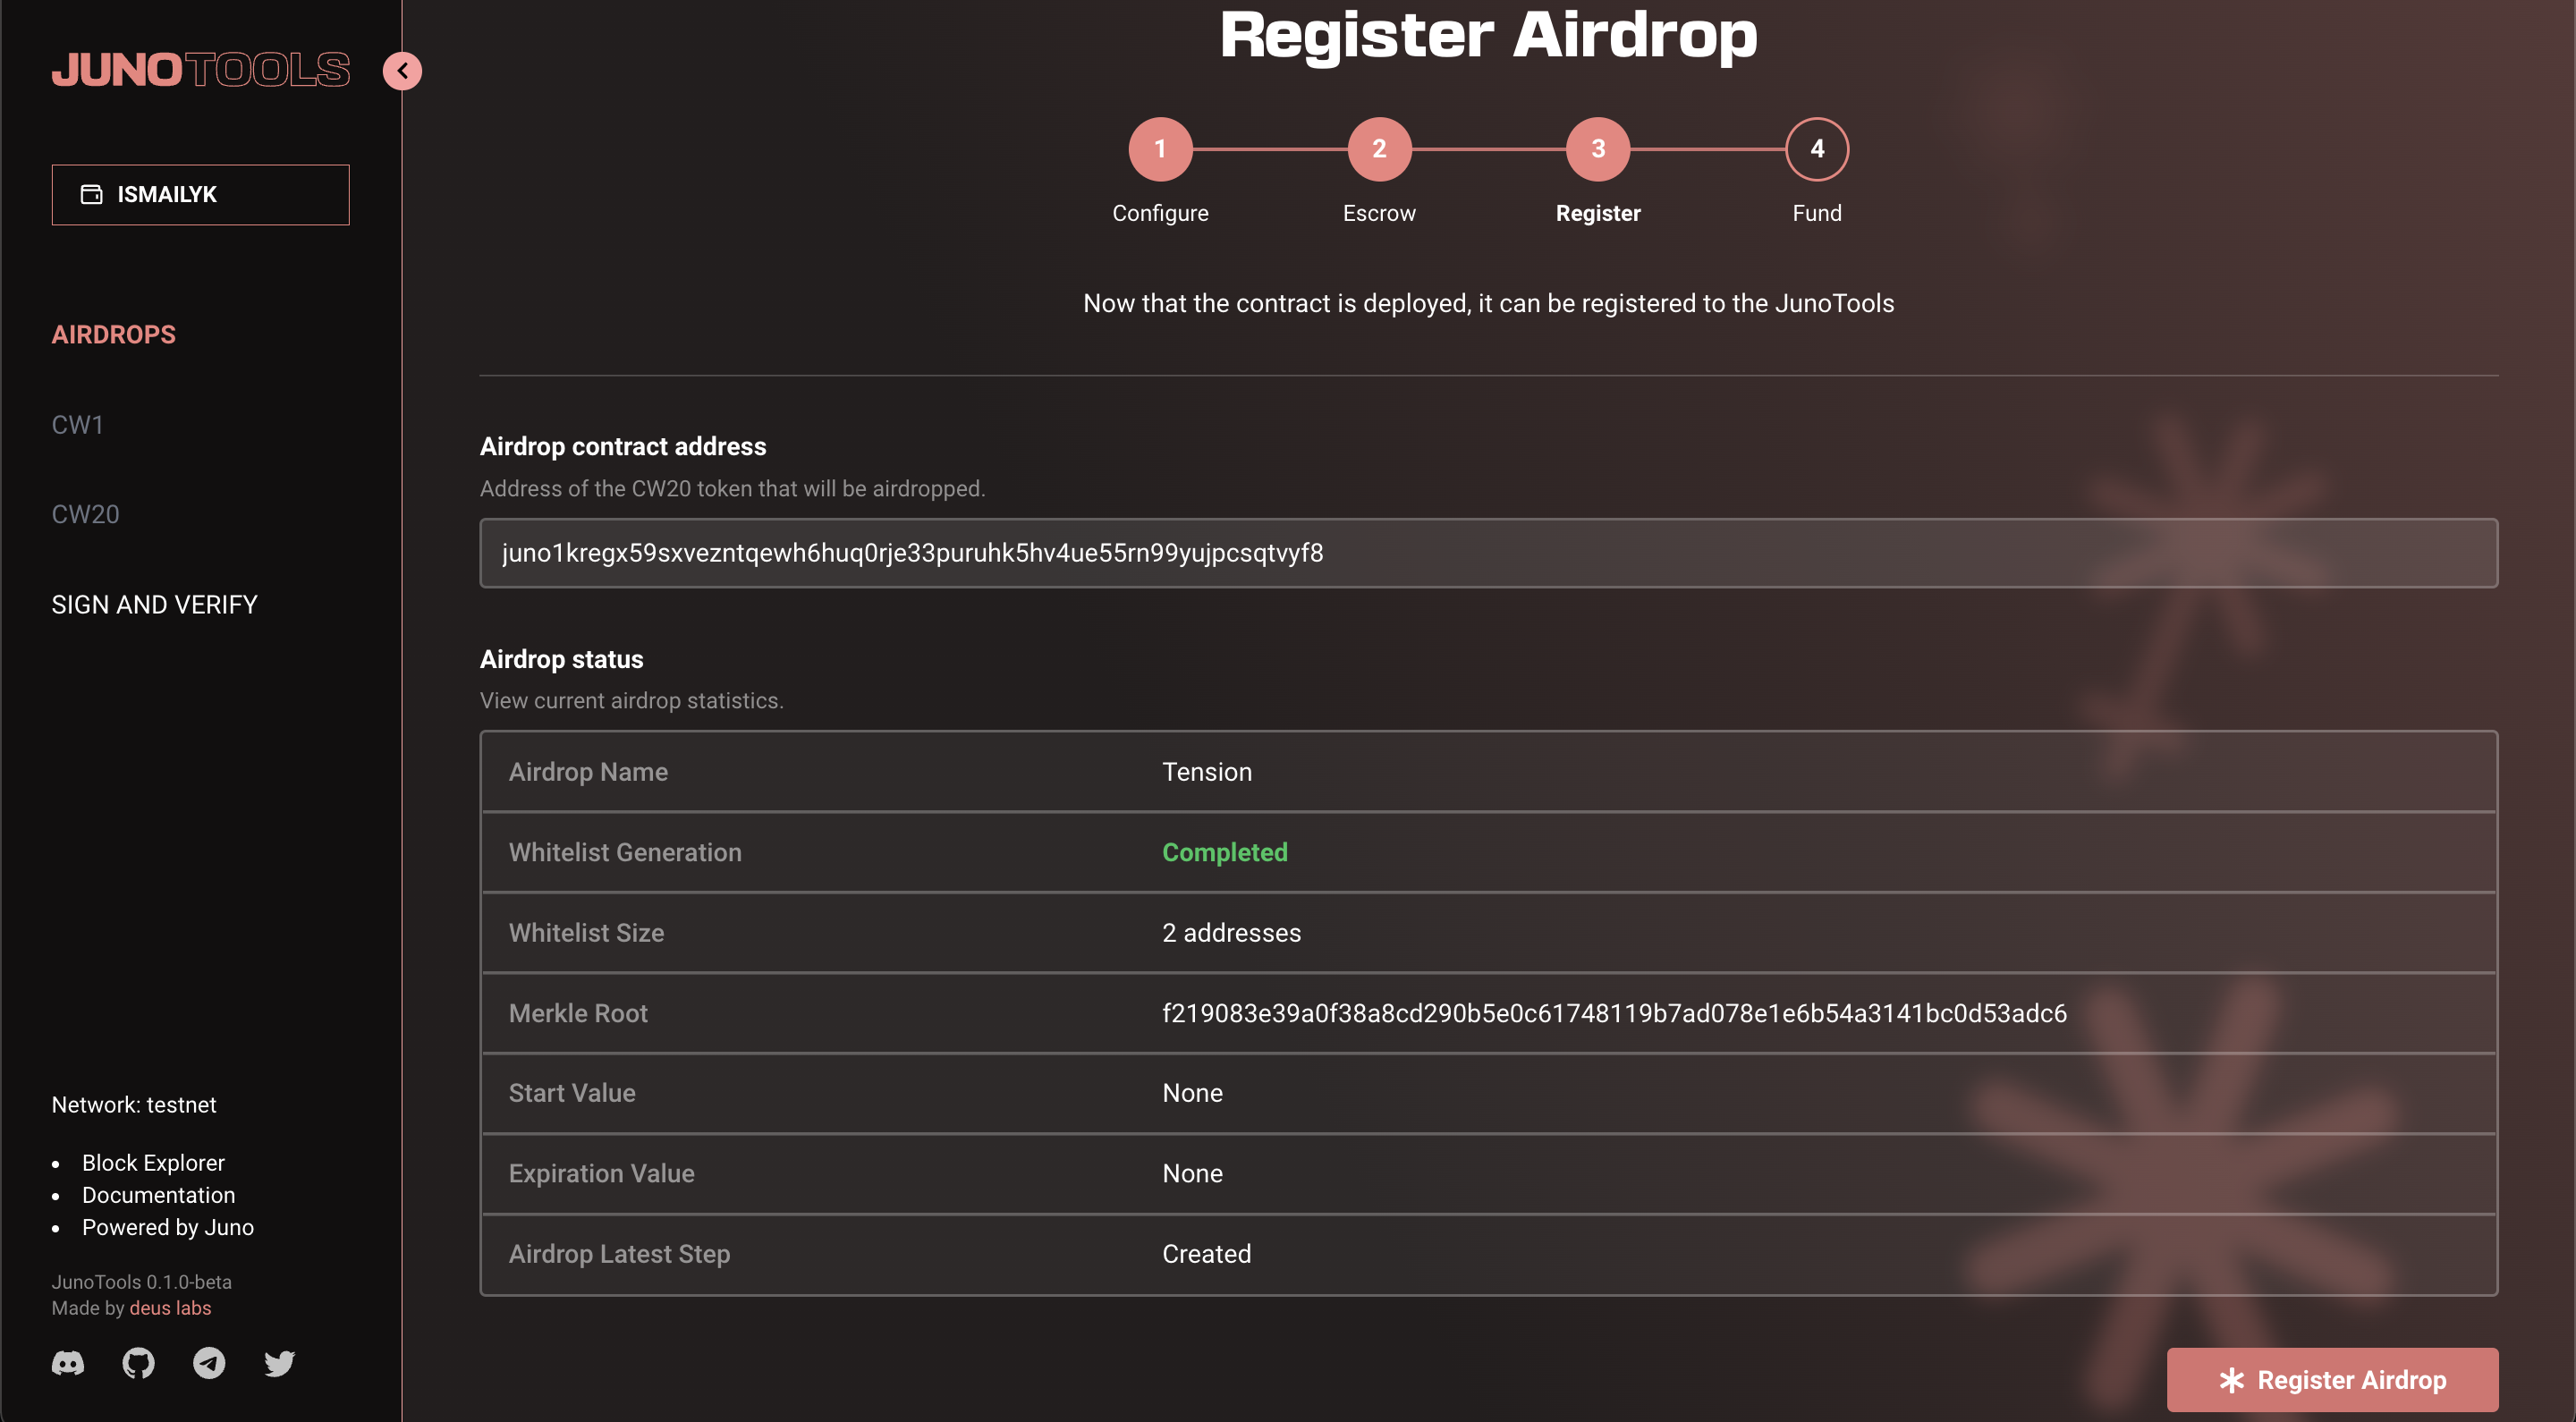 JUNOTOOLS
ISMAILYK
AIRDROPS
CW1
CW20
SIGN AND VERIFY
Network: testnet
Block Explorer
Documentation
Powered by Juno
JunoTools 0.1.0-beta
Made by deus labs
Register Airdrop
1
2
3
4
Configure
Escrow
Register
Fund
Now that the contract is deployed, it can be registered to the JunoTools
Airdrop contract address
Address of the CW20 token that will be airdropped.
juno1kregx59sxvezntqewh6huq0rje33puruhk5hv4ue55rn99yujpcsqtvyf8
Airdrop status
View current airdrop statistics.
Airdrop Name Tension
Whitelist Generation Completed
Whitelist Size 2 addresses
Merkle Root f219083e39a0f38a8cd290b5e0c61748119b7ad078e1e6b54a3141bc0d53adc6
Start Value None
Expiration Value None
Airdrop Latest Step Created
Register Airdrop